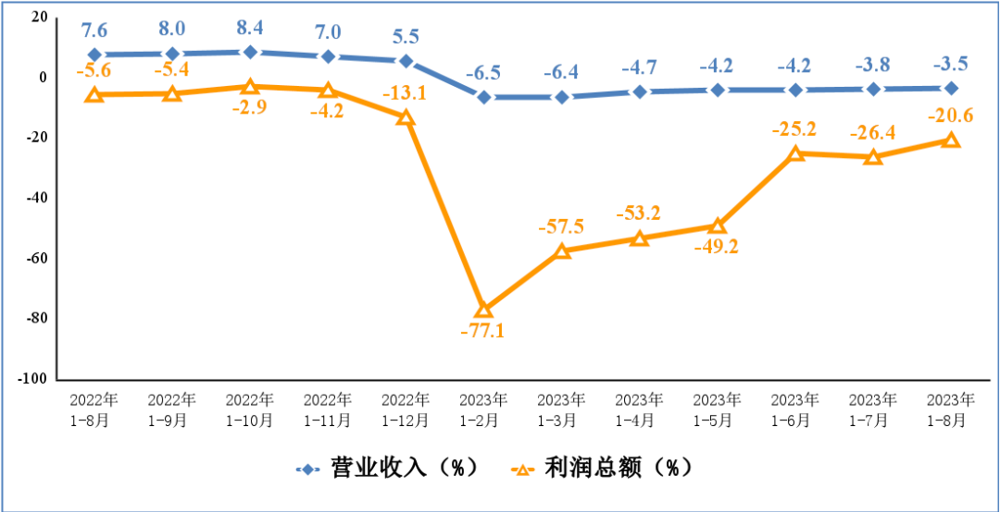 20
0
-20
-40
-60
-80
-100
7.6 8.0 8.4 7.0 5.5 -6.5 -6.4 -4.7 -4.2 -4.2 -3.8 -3.5
-5.6 -5.4 -2.9 -4.2 -13.1 -77.1 -57.5 -53.2 -49.2 -25.2 -26.4 -20.6
2022年 2022年 2022年 2022年 2022年 2023年 2023年 2023年 2023年 2023年 2023年 2023年
1-8月 1-9月 1-10月 1-11月 1-12月 1-2月 1-3月 1-4月 1-5月 1-6月 1-7月 1-8月
营业收入（%） 利润总额（%）